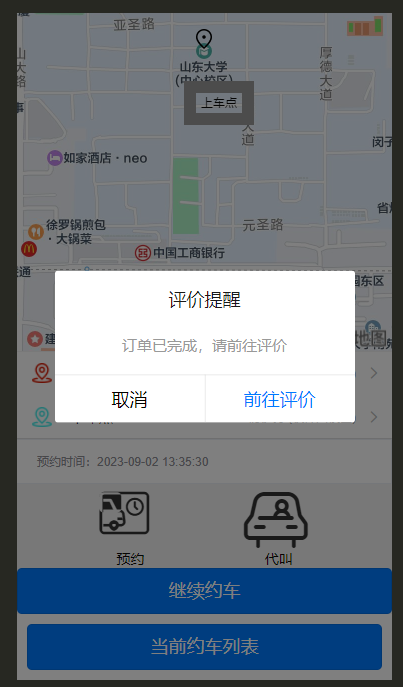 亚圣路
山大路
厚德大道
山东大学
(中心校区)
上车点
大道
事
如家酒店·neo
闵子
徐罗锅煎包
·大锅菜
省
元圣路
中国工商银行
通
国东区
建
地图
评价提醒
订单已完成，请前往评价
取消
前往评价
预约时间：2023-09-02 13:35:30
预约
代叫
继续约车
当前约车列表